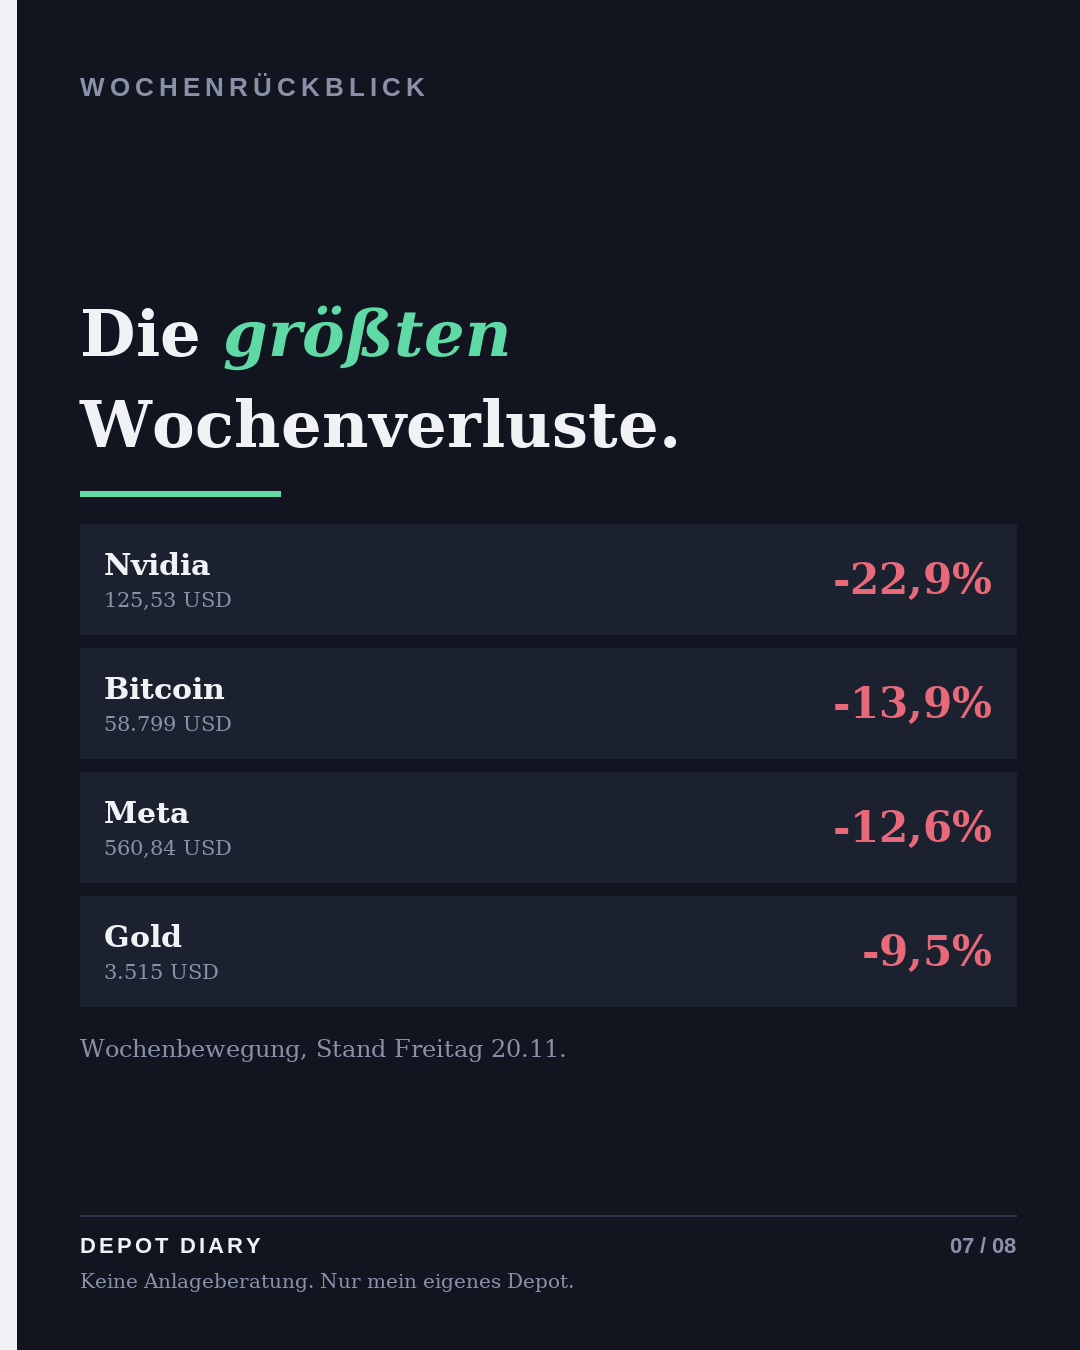 WOCHENRÜCKBLICK
Die größten
Wochenverluste.
Nvidia
125,53 USD
-22,9%
Bitcoin
58.799 USD
-13,9%
Meta
560,84 USD
-12,6%
Gold
3.515 USD
-9,5%
Wochenbewegung, Stand Freitag 20.11.
DEPOT DIARY
07 / 08
Keine Anlageberatung. Nur mein eigenes Depot.